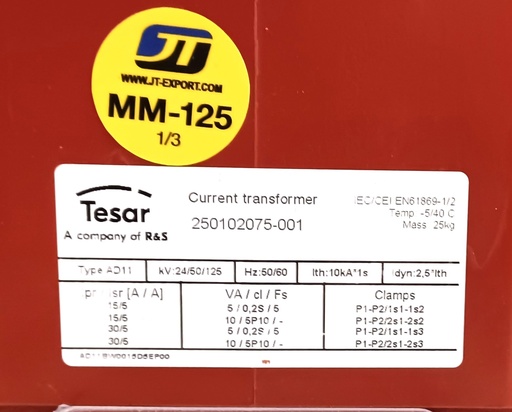 JT
WWW.JT-EXPORT.COM
MM-125
1/3
Tesar
A company of R&S
Current transformer
250102075-001
IEC/CEI EN61869-1/2
Temp. -5/40 C
Mass: 25kg
Type AD11 kV:24/50/125 Hz:50/60 Ith:10kA*1s Idyn:2,5*Ith
[A / A] VA / cl / Fs Clamps
15/5 5 / 0,2S / 5 P1-P2/1s1-1s2
15/5 10 / 5P10 / - P1-P2/2s1-2s2
30/5 5 / 0,2S / 5 P1-P2/1s1-1s3
30/5 10 / 5P10 / - P1-P2/2s1-2s3